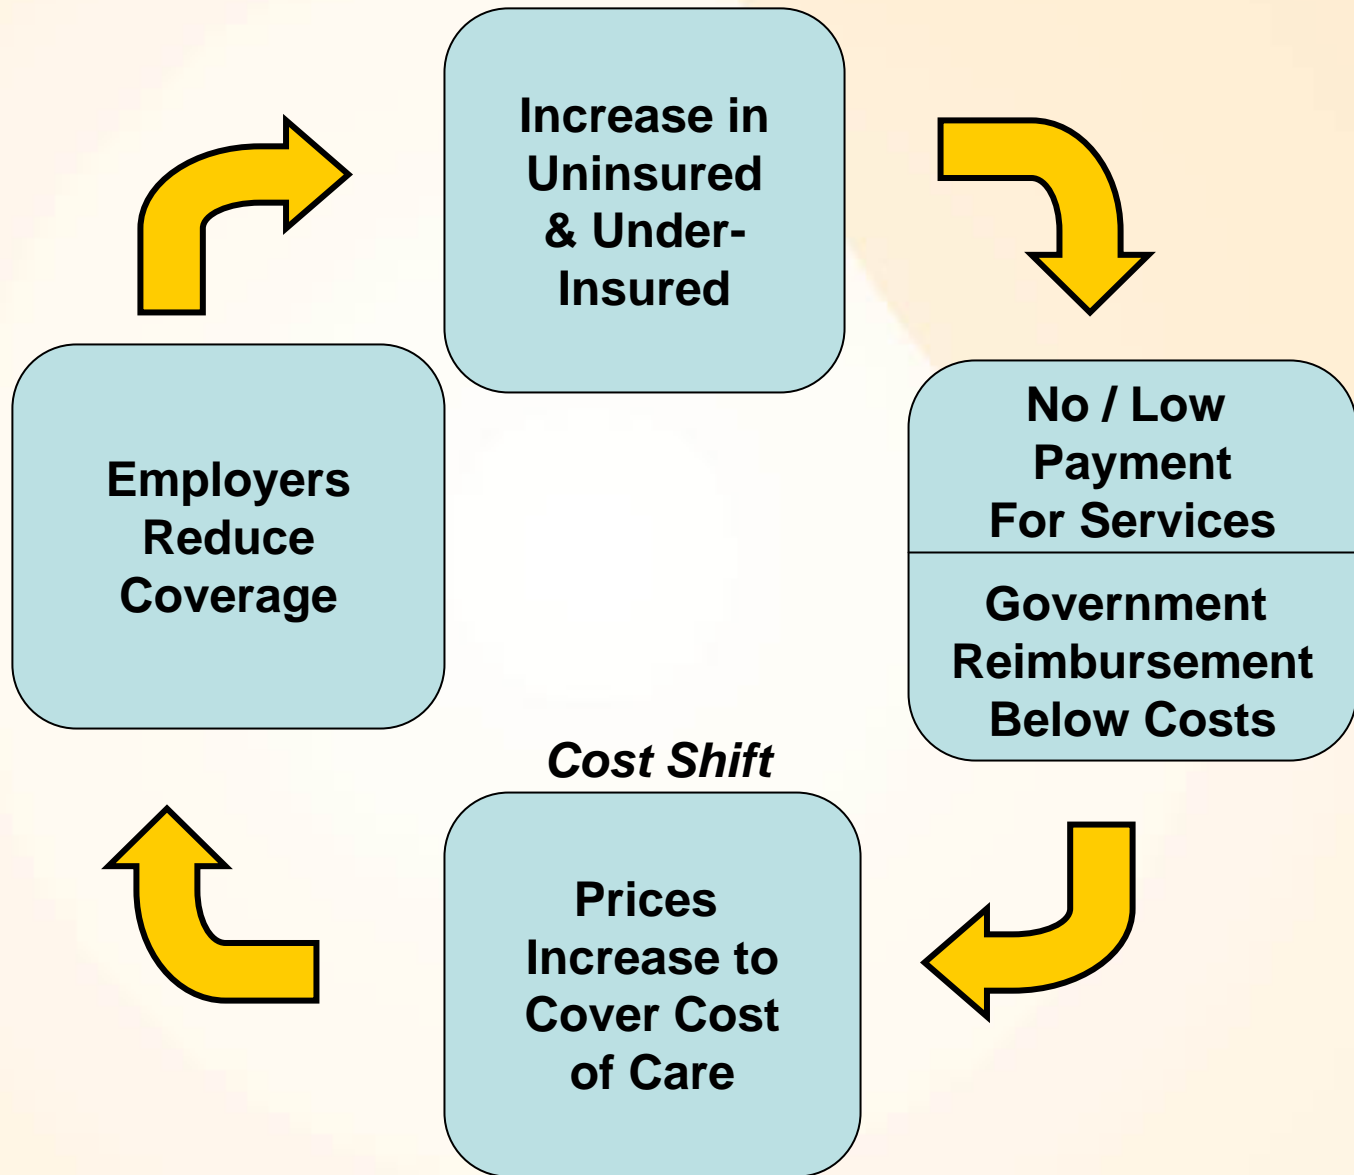 Increase in
Uninsured
& Under-
Insured
No / Low
Payment
For Services
Government
Reimbursement
Below Costs
Cost Shift
Prices
Increase to
Cover Cost
of Care
Employers
Reduce
Coverage